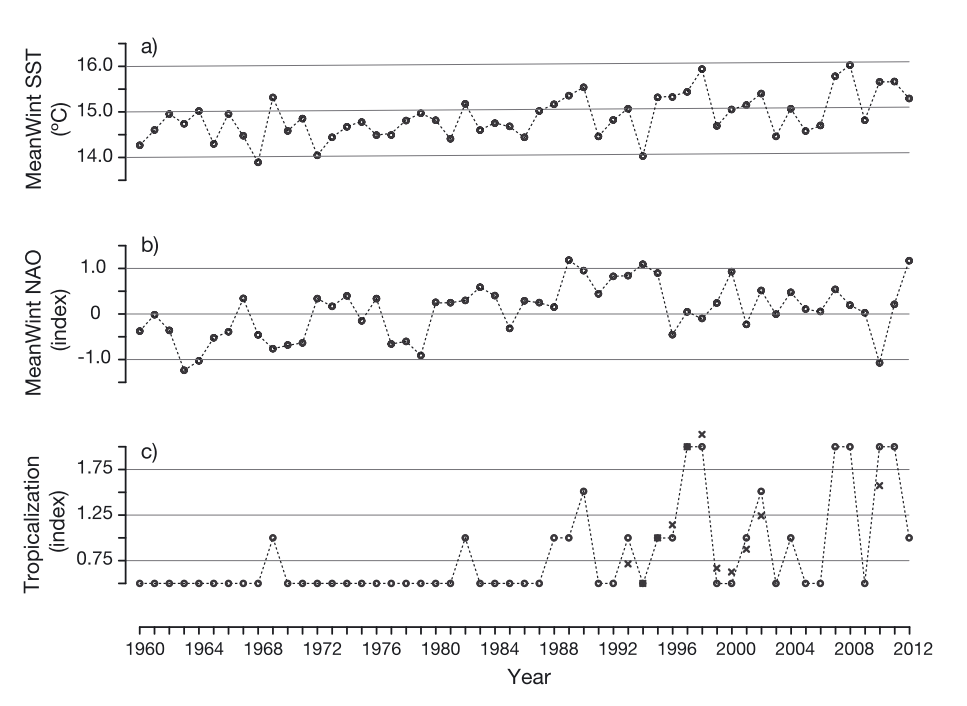 a)
MeanWint SST
(ºC)
16.0
15.0
14.0
b)
MeanWint NAO
(index)
1.0
0
-1.0
c)
Tropicalization
(index)
1.75
1.25
0.75
1960 1964 1968 1972 1976 1980 1984 1988 1992 1996 2000 2004 2008 2012
Year